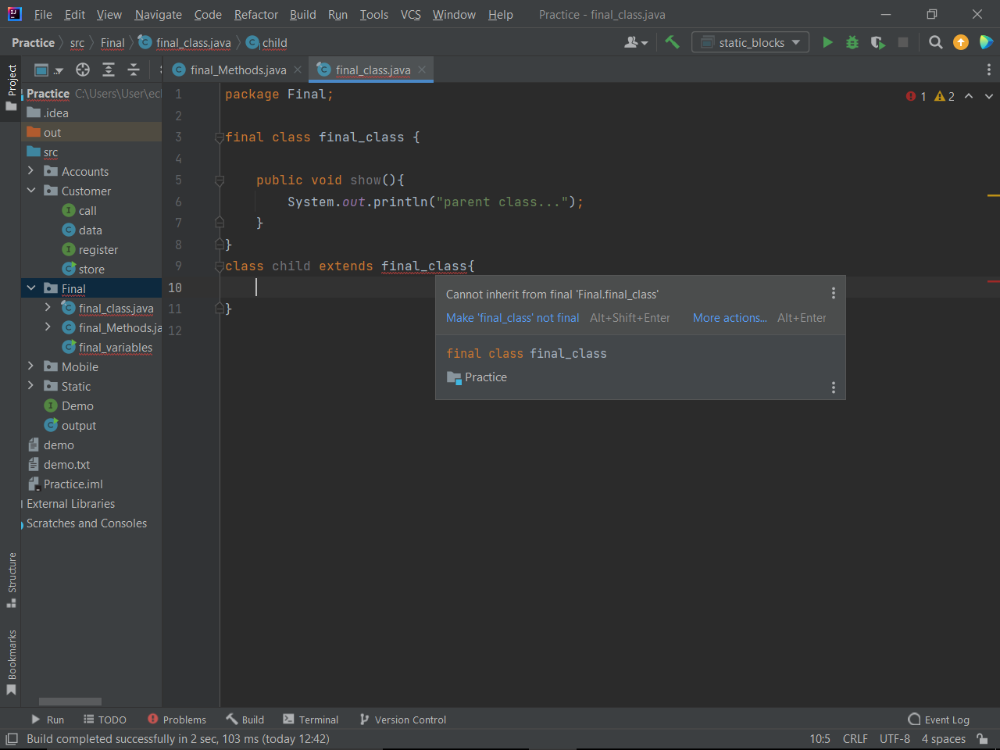 File Edit View Navigate Code Refactor Build Run Tools VCS Window Help Practice - final_class.java
Practice src Final final_class.java child static_blocks
final_Methods.java final_class.java
Project
Practice C:\Users\User\ec
.idea
out
src
Accounts
Customer
call
data
register
store
Final
final_class.java
final_Methods.ja
final_variables
Mobile
Static
Demo
output
demo
demo.txt
Practice.iml
External Libraries
Scratches and Consoles
Structure
Bookmarks
1 package Final;
2
3 final class final_class {
4
5 public void show(){
6 System.out.println("parent class...");
7 }
8 }
9 class child extends final_class{
10
11 }
12
1 2
Cannot inherit from final 'Final.final_class'
Make 'final_class' not final Alt+Shift+Enter More actions... Alt+Enter
final class final_class
Practice
Run TODO Problems Build Terminal Version Control Event Log
Build completed successfully in 2 sec, 103 ms (today 12:42) 10:5 CRLF UTF-8 4 spaces